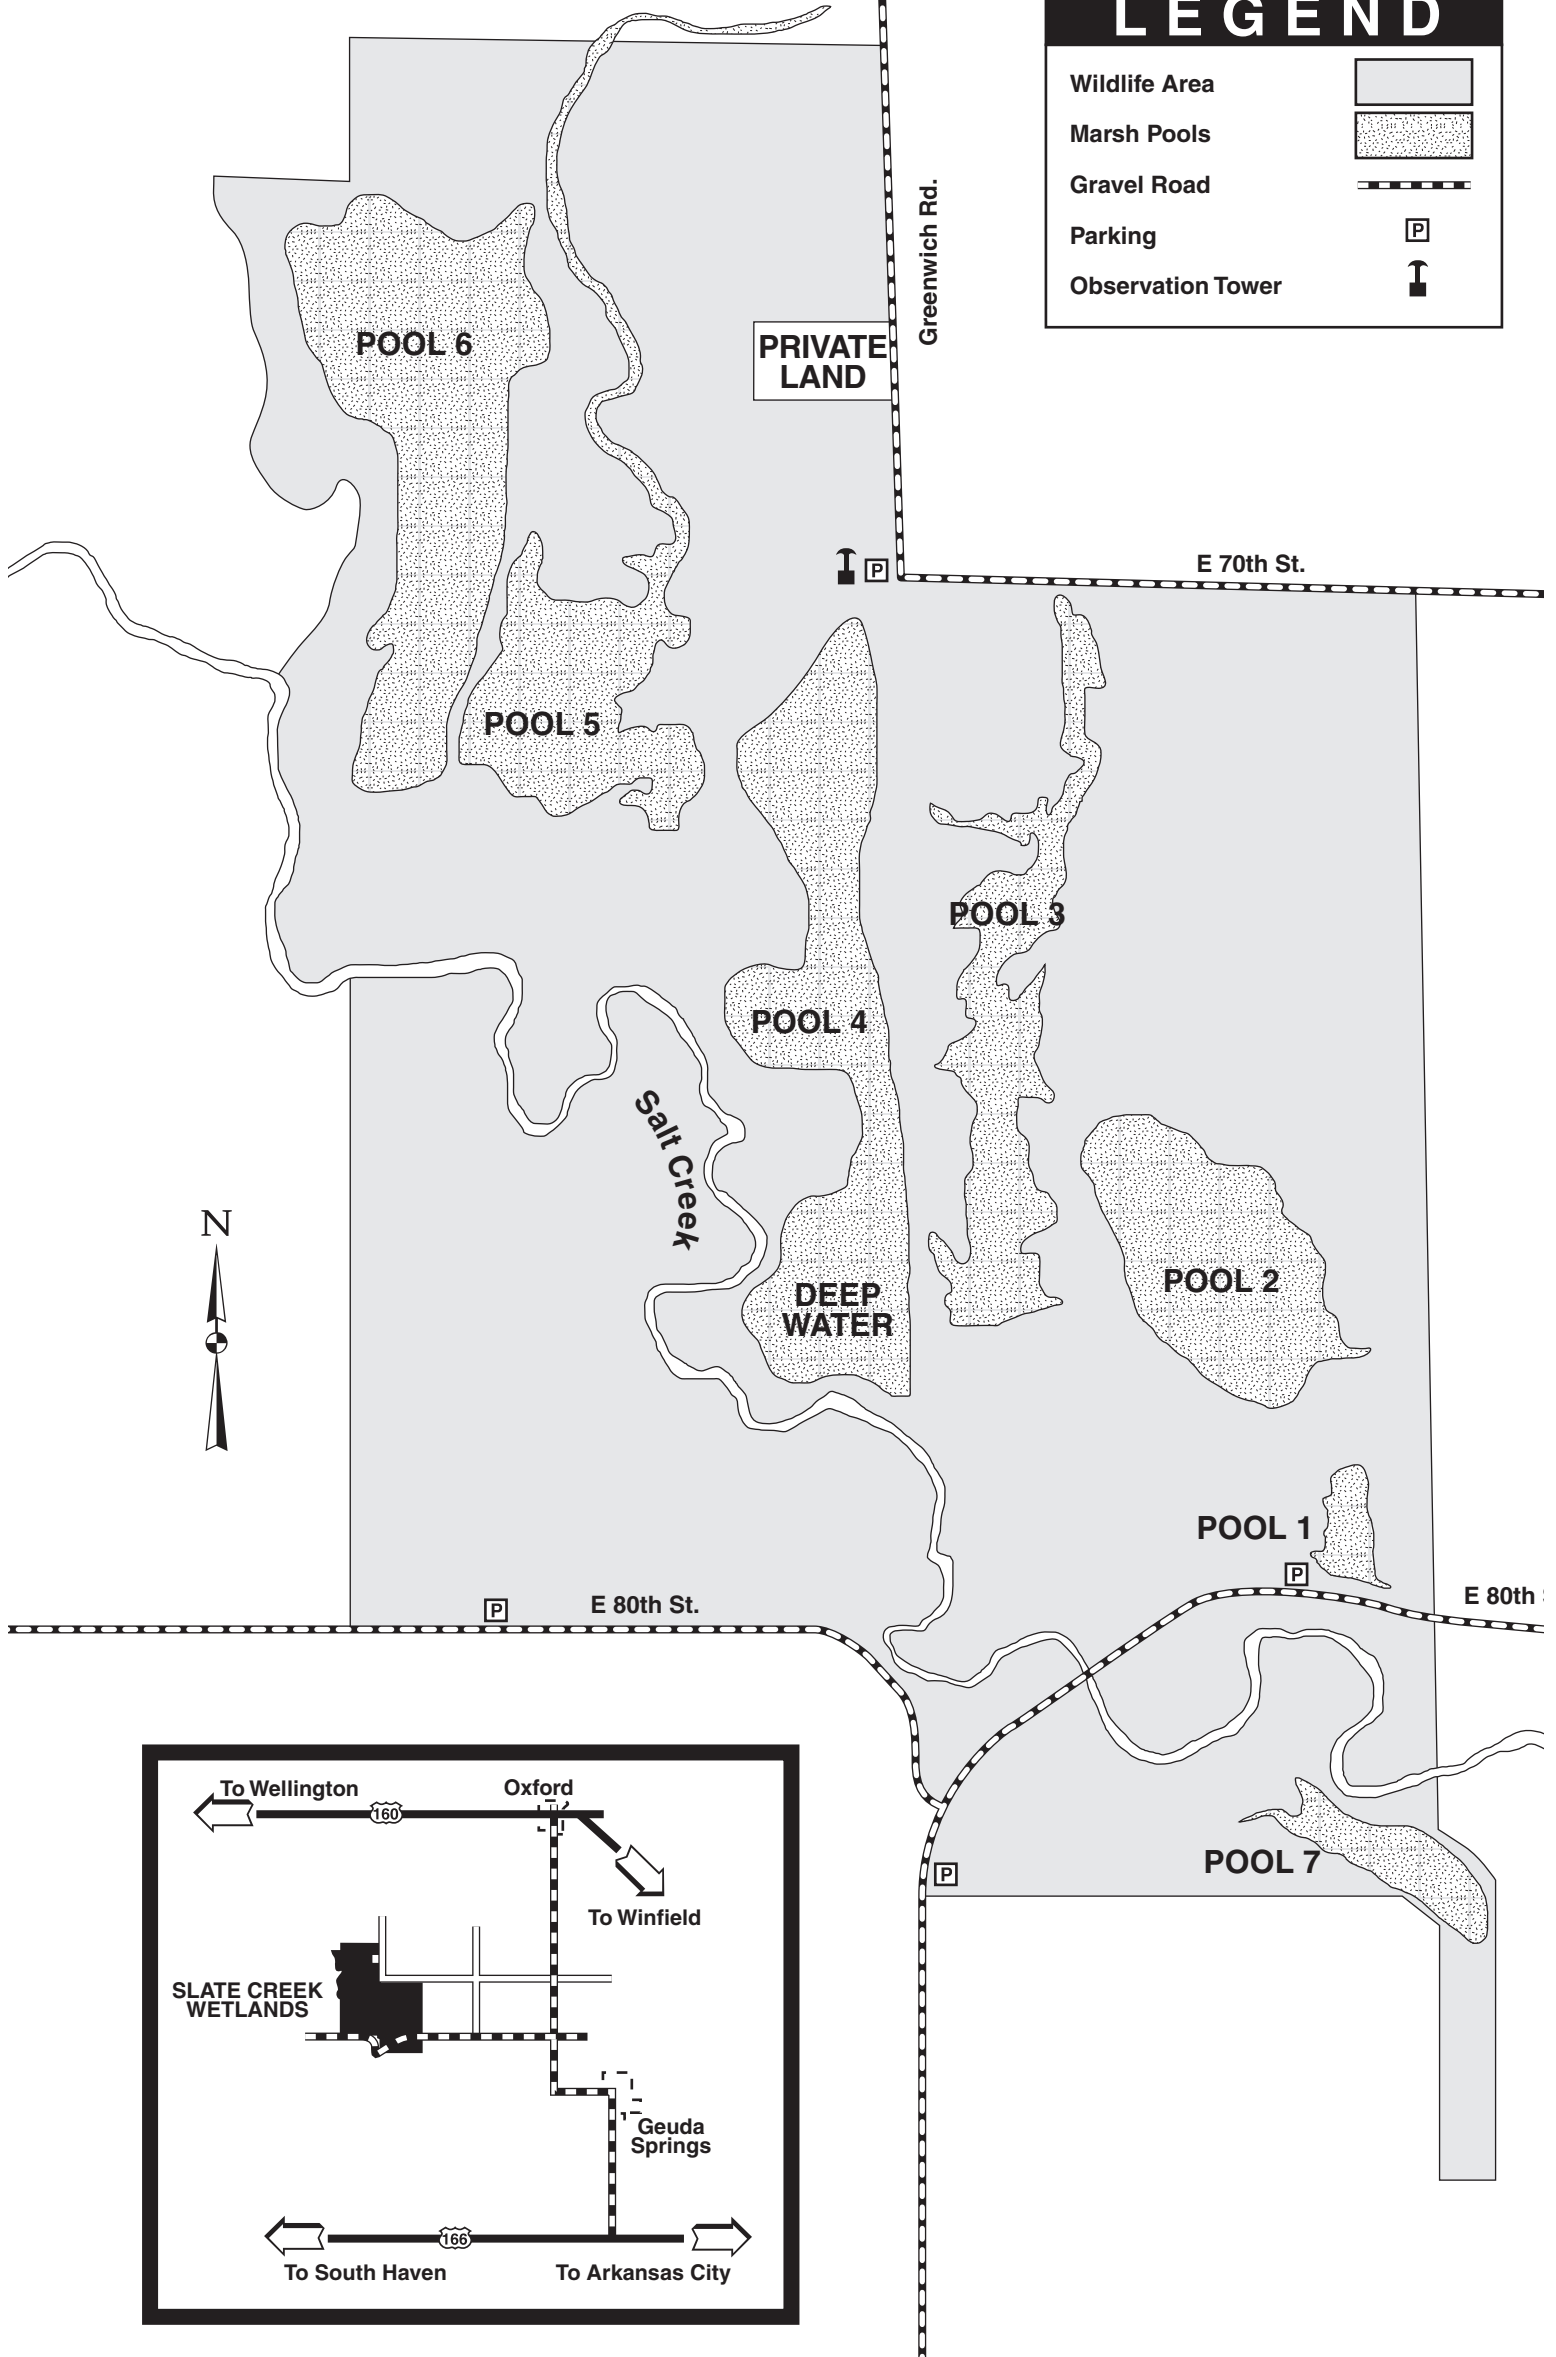 LEGEND
Wildlife Area
Marsh Pools
Gravel Road
Parking
P
Observation Tower
Greenwich Rd.
POOL 6
PRIVATE
LAND
P
E 70th St.
POOL 5
POOL 3
POOL 4
Salt Creek
N
POOL 2
DEEP
WATER
POOL 1
P
P
E 80th St.
E 80th
POOL 7
P
To Wellington
Oxford
160
To Winfield
SLATE CREEK
WETLANDS
Geuda
Springs
166
To South Haven
To Arkansas City